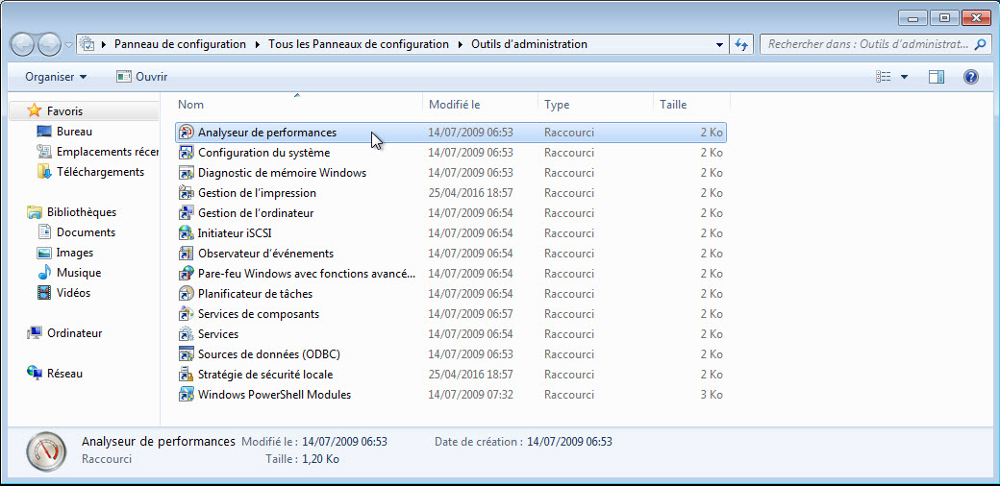 Panneau de configuration Tous les Panneaux de configuration Outils d'administration
Rechercher dans : Outils d'administrat...
Organiser Ouvrir
Favoris
Bureau
Emplacements récer
Téléchargements
Bibliothèques
Documents
Images
Musique
Vidéos
Ordinateur
Réseau
Nom Modifié le Type Taille
Analyseur de performances 14/07/2009 06:53 Raccourci 2 Ko
Configuration du système 14/07/2009 06:53 Raccourci 2 Ko
Diagnostic de mémoire Windows 14/07/2009 06:53 Raccourci 2 Ko
Gestion de l'impression 25/04/2016 18:57 Raccourci 2 Ko
Gestion de l'ordinateur 14/07/2009 06:54 Raccourci 2 Ko
Initiateur iSCSI 14/07/2009 06:54 Raccourci 2 Ko
Observateur d'événements 14/07/2009 06:54 Raccourci 2 Ko
Pare-feu Windows avec fonctions avancé... 14/07/2009 06:54 Raccourci 2 Ko
Planificateur de tâches 14/07/2009 06:54 Raccourci 2 Ko
Services de composants 14/07/2009 06:57 Raccourci 2 Ko
Services 14/07/2009 06:54 Raccourci 2 Ko
Sources de données (ODBC) 14/07/2009 06:53 Raccourci 2 Ko
Stratégie de sécurité locale 25/04/2016 18:57 Raccourci 2 Ko
Windows PowerShell Modules 14/07/2009 07:32 Raccourci 3 Ko
Analyseur de performances Modifié le : 14/07/2009 06:53 Date de création : 14/07/2009 06:53
Raccourci Taille : 1,20 Ko